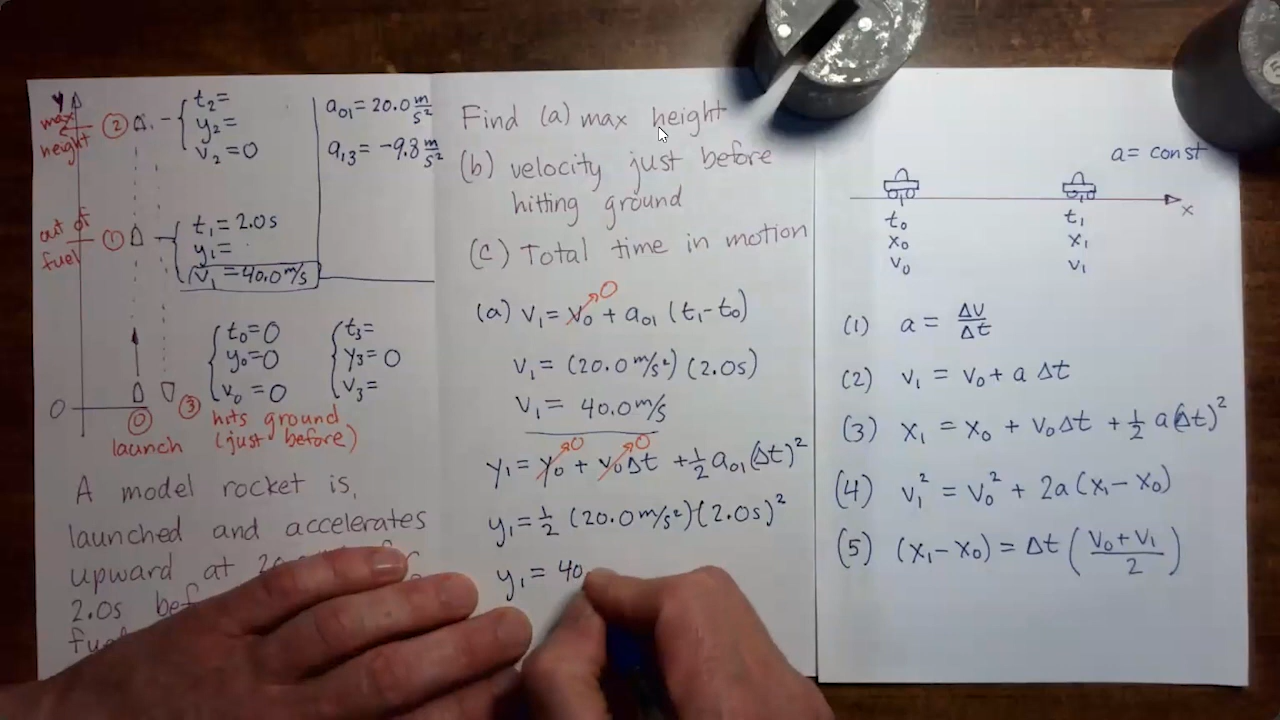 y
max height
②
t₂=
y₂=
v₂ = 0
a₀₁ = 20.0 m/s²
a₁₃ = -9.8 m/s²
out of fuel
①
t₁ = 2.0s
y₁ =
v₁ = 40.0 m/s
t₀ = 0
y₀ = 0
v₀ = 0
t₃ =
y₃ = 0
v₃ =
0
⓪
launch
③ hits ground
(just before)
A model rocket is
launched and accelerates
upward at
2.0s
Find (a) max height
(b) velocity just before
hitting ground
(c) Total time in motion
(a) v₁ = v₀ →0 + a₀₁ (t₁-t₀)
v₁ = (20.0 m/s²) (2.0s)
v₁ = 40.0 m/s
y₁ = y₀ →0 + v₀Δt →0 + ½ a₀₁ (Δt)²
y₁ = ½ (20.0 m/s²)(2.0s)²
y₁ = 40.
a = const
x
t₀
x₀
v₀
t₁
x₁
v₁
(1) a = Δv/Δt
(2) v₁ = v₀ + a Δt
(3) x₁ = x₀ + v₀Δt + ½ a(Δt)²
(4) v₁² = v₀² + 2a (x₁ - x₀)
(5) (x₁ - x₀) = Δt ( (v₀ + v₁)/2 )